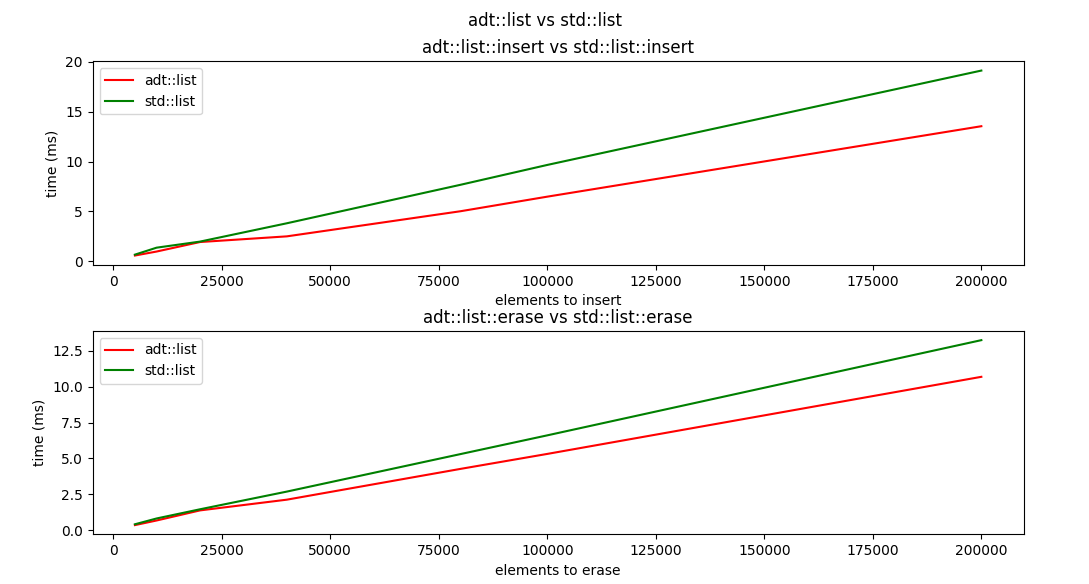 adt::list vs std::list
adt::list::insert vs std::list::insert
adt::list
std::list
time (ms)
20
15
10
5
0
0 25000 50000 75000 100000 125000 150000 175000 200000
elements to insert
adt::list::erase vs std::list::erase
adt::list
std::list
time (ms)
12.5
10.0
7.5
5.0
2.5
0.0
0 25000 50000 75000 100000 125000 150000 175000 200000
elements to erase